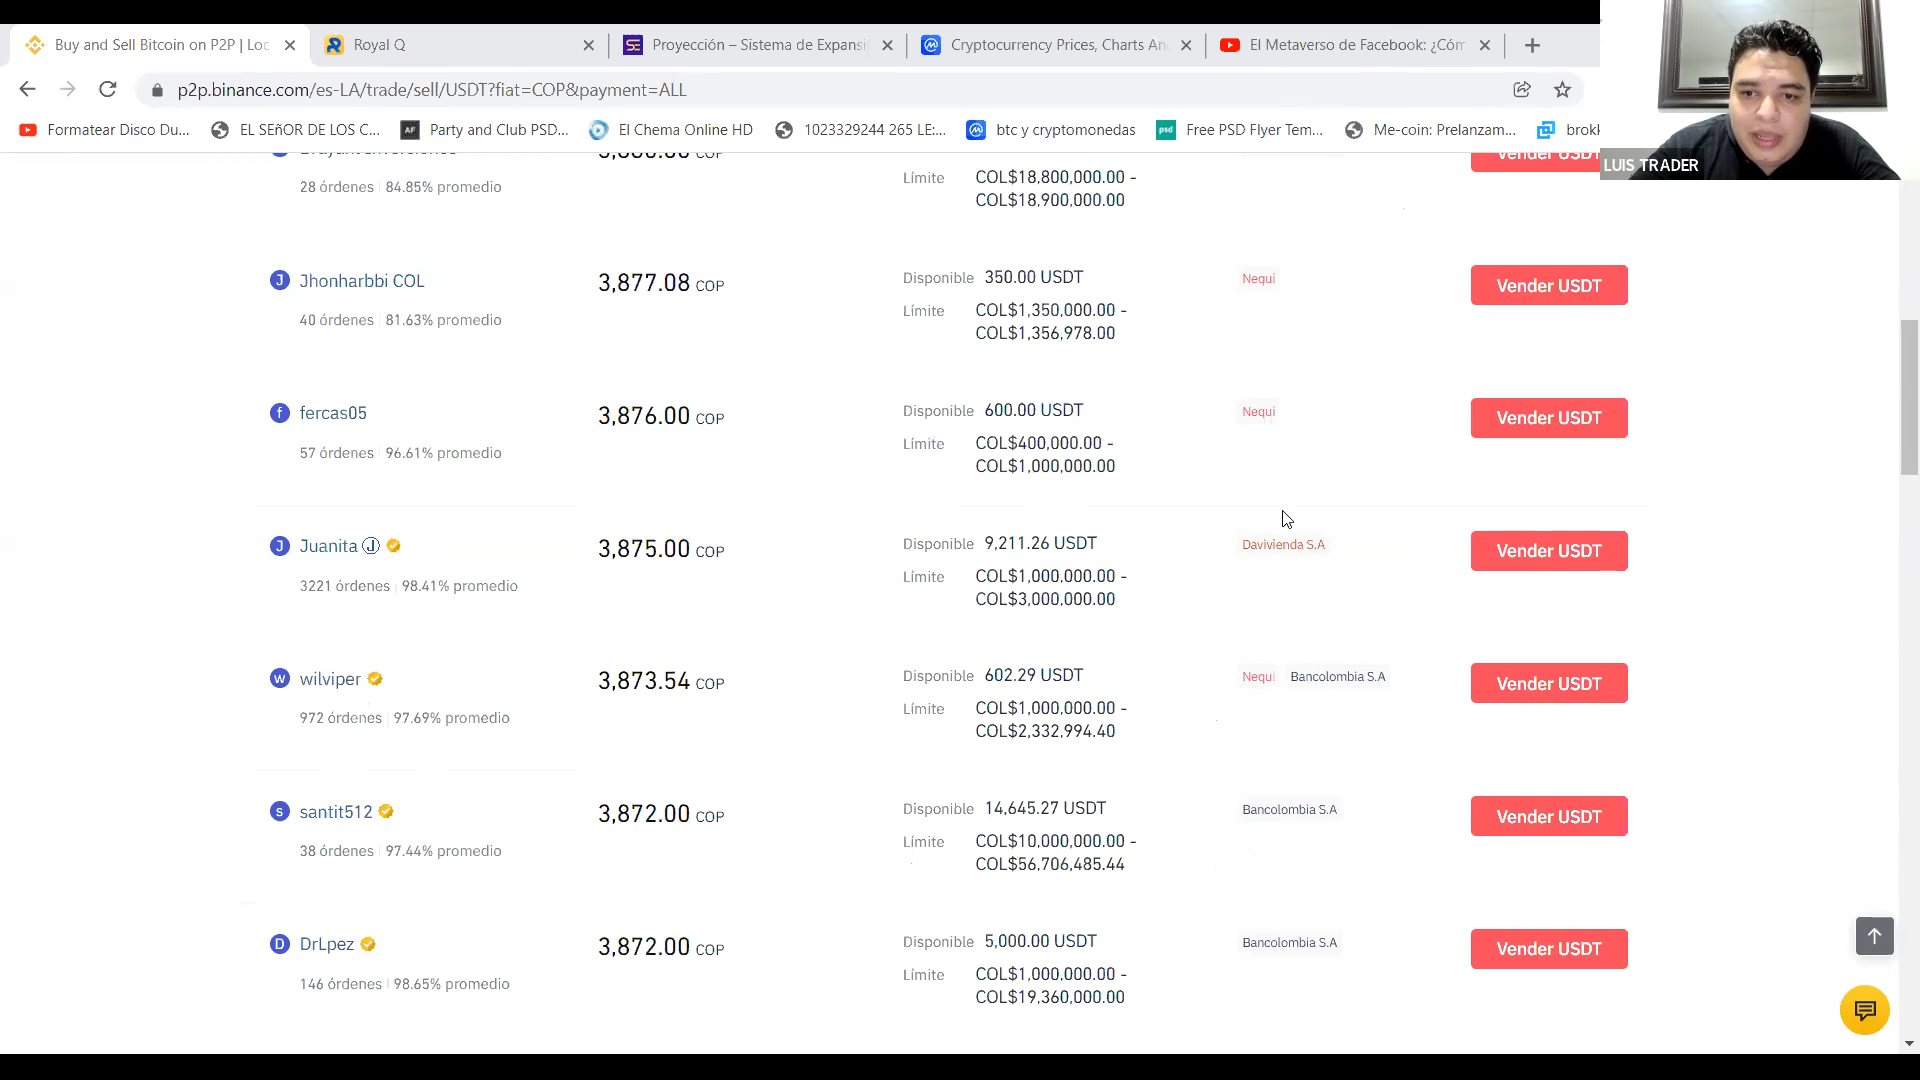 Buy and Sell Bitcoin on P2P | Loc
Royal Q
Proyección – Sistema de Expansi
Cryptocurrency Prices, Charts An
El Metaverso de Facebook: ¿Cóm
p2p.binance.com/es-LA/trade/sell/USDT?fiat=COP&payment=ALL
Formatear Disco Du...
EL SEñOR DE LOS C...
AF
Party and Club PSD...
El Chema Online HD
1023329244 265 LE:...
btc y cryptomonedas
psd
Free PSD Flyer Tem...
Me-coin: Prelanzam...
brokk
LUIS TRADER
COP
Vender USDT
28 órdenes | 84.85% promedio
Límite COL$18,800,000.00 -
COL$18,900,000.00
J Jhonharbbi COL
3,877.08 COP
Disponible 350.00 USDT
Nequi
Vender USDT
40 órdenes | 81.63% promedio
Límite COL$1,350,000.00 -
COL$1,356,978.00
f fercas05
3,876.00 COP
Disponible 600.00 USDT
Nequi
Vender USDT
57 órdenes | 96.61% promedio
Límite COL$400,000.00 -
COL$1,000,000.00
J Juanita J
3,875.00 COP
Disponible 9,211.26 USDT
Davivienda S.A
Vender USDT
3221 órdenes | 98.41% promedio
Límite COL$1,000,000.00 -
COL$3,000,000.00
w wilviper
3,873.54 COP
Disponible 602.29 USDT
Nequi Bancolombia S.A
Vender USDT
972 órdenes | 97.69% promedio
Límite COL$1,000,000.00 -
COL$2,332,994.40
s santit512
3,872.00 COP
Disponible 14,645.27 USDT
Bancolombia S.A
Vender USDT
38 órdenes | 97.44% promedio
Límite COL$10,000,000.00 -
COL$56,706,485.44
D DrLpez
3,872.00 COP
Disponible 5,000.00 USDT
Bancolombia S.A
Vender USDT
146 órdenes | 98.65% promedio
Límite COL$1,000,000.00 -
COL$19,360,000.00